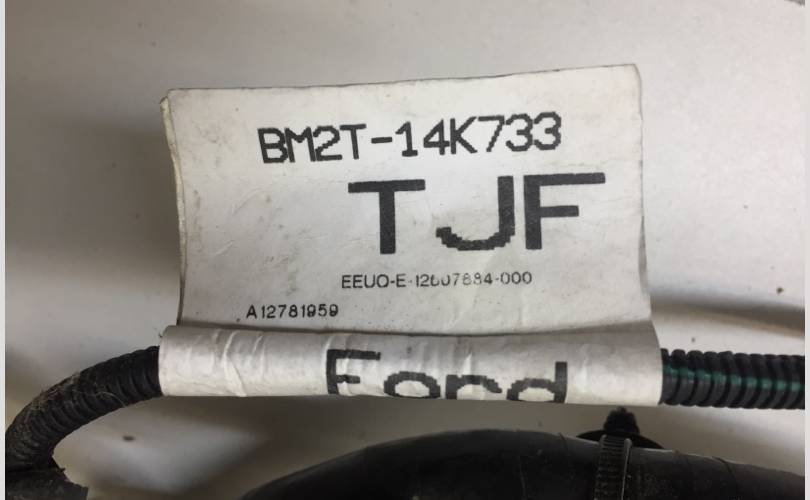 BM2T-14K733
TJF
EEUO-E-12607884-000
A12781959
Ford